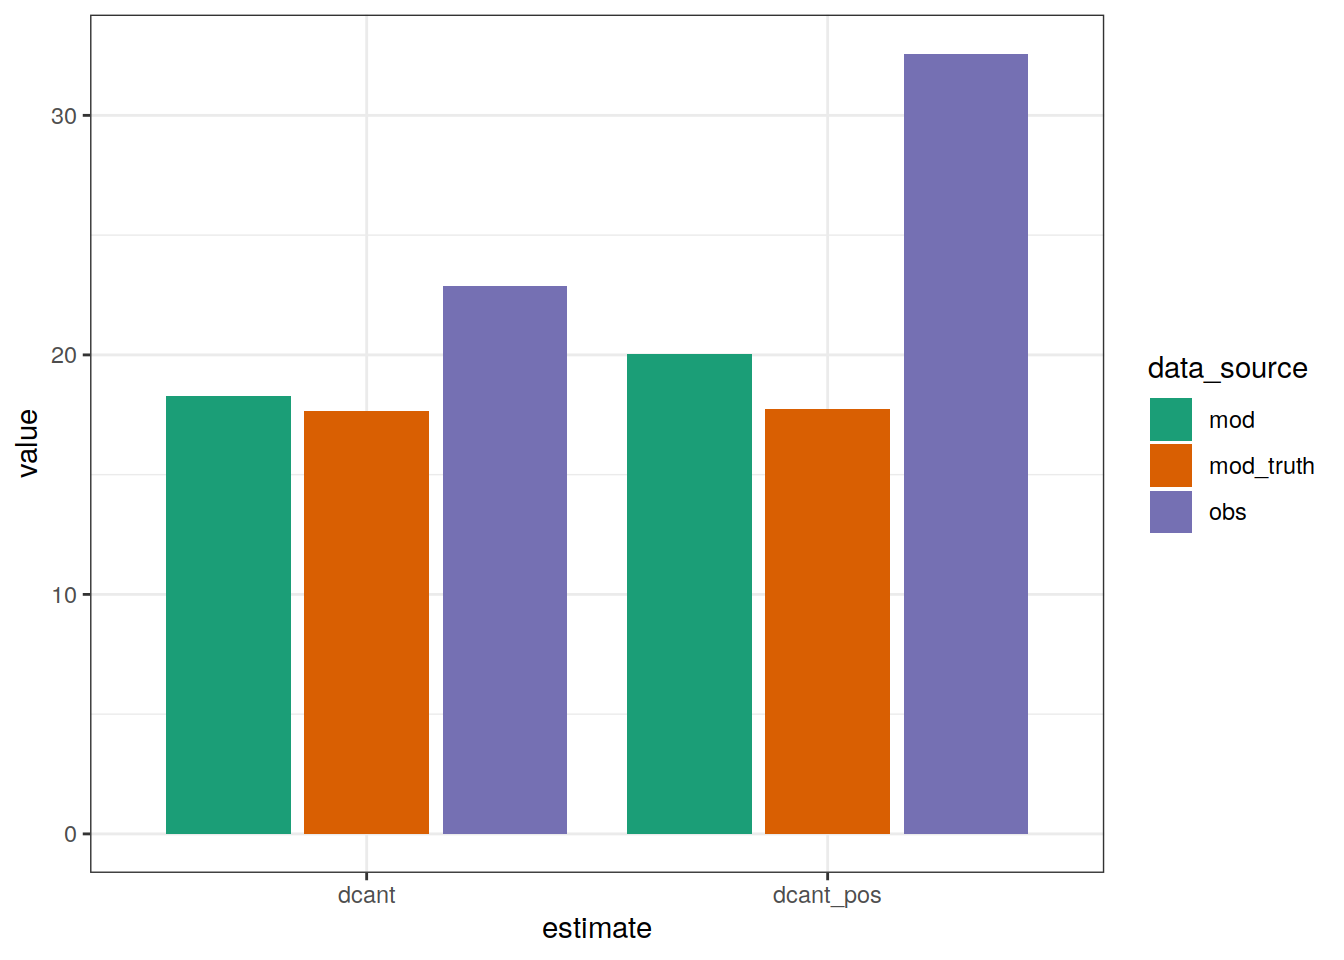 value
30
20
10
0
dcant
dcant_pos
estimate
data_source
mod
mod_truth
obs